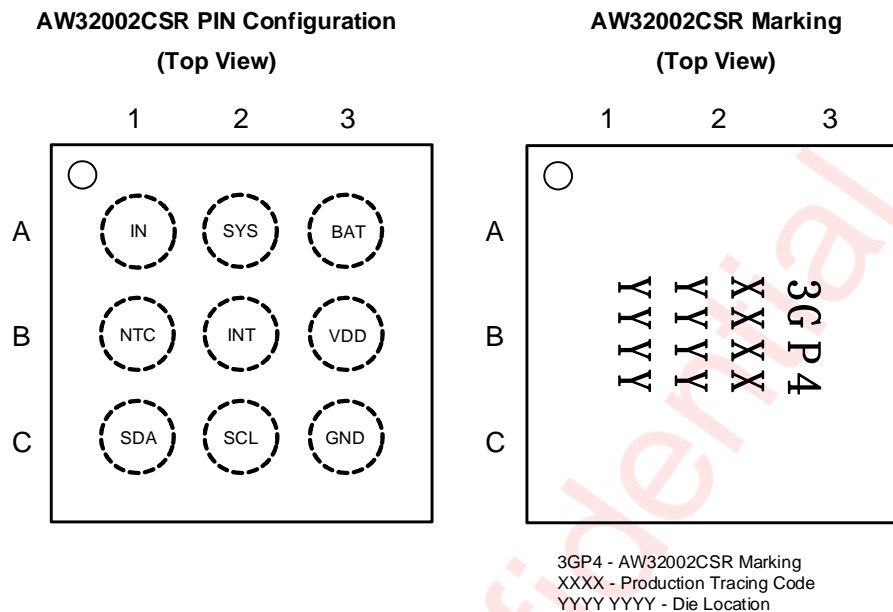 AW32002CSR PIN Configuration
(Top View)
1 2 3
A IN SYS BAT
B NTC INT VDD
C SDA SCL GND
AW32002CSR Marking
(Top View)
1 2 3
A
B
C
3GP4
XXXX
YYYY
YYYY
3GP4 - AW32002CSR Marking
XXXX - Production Tracing Code
YYYY YYYY - Die Location